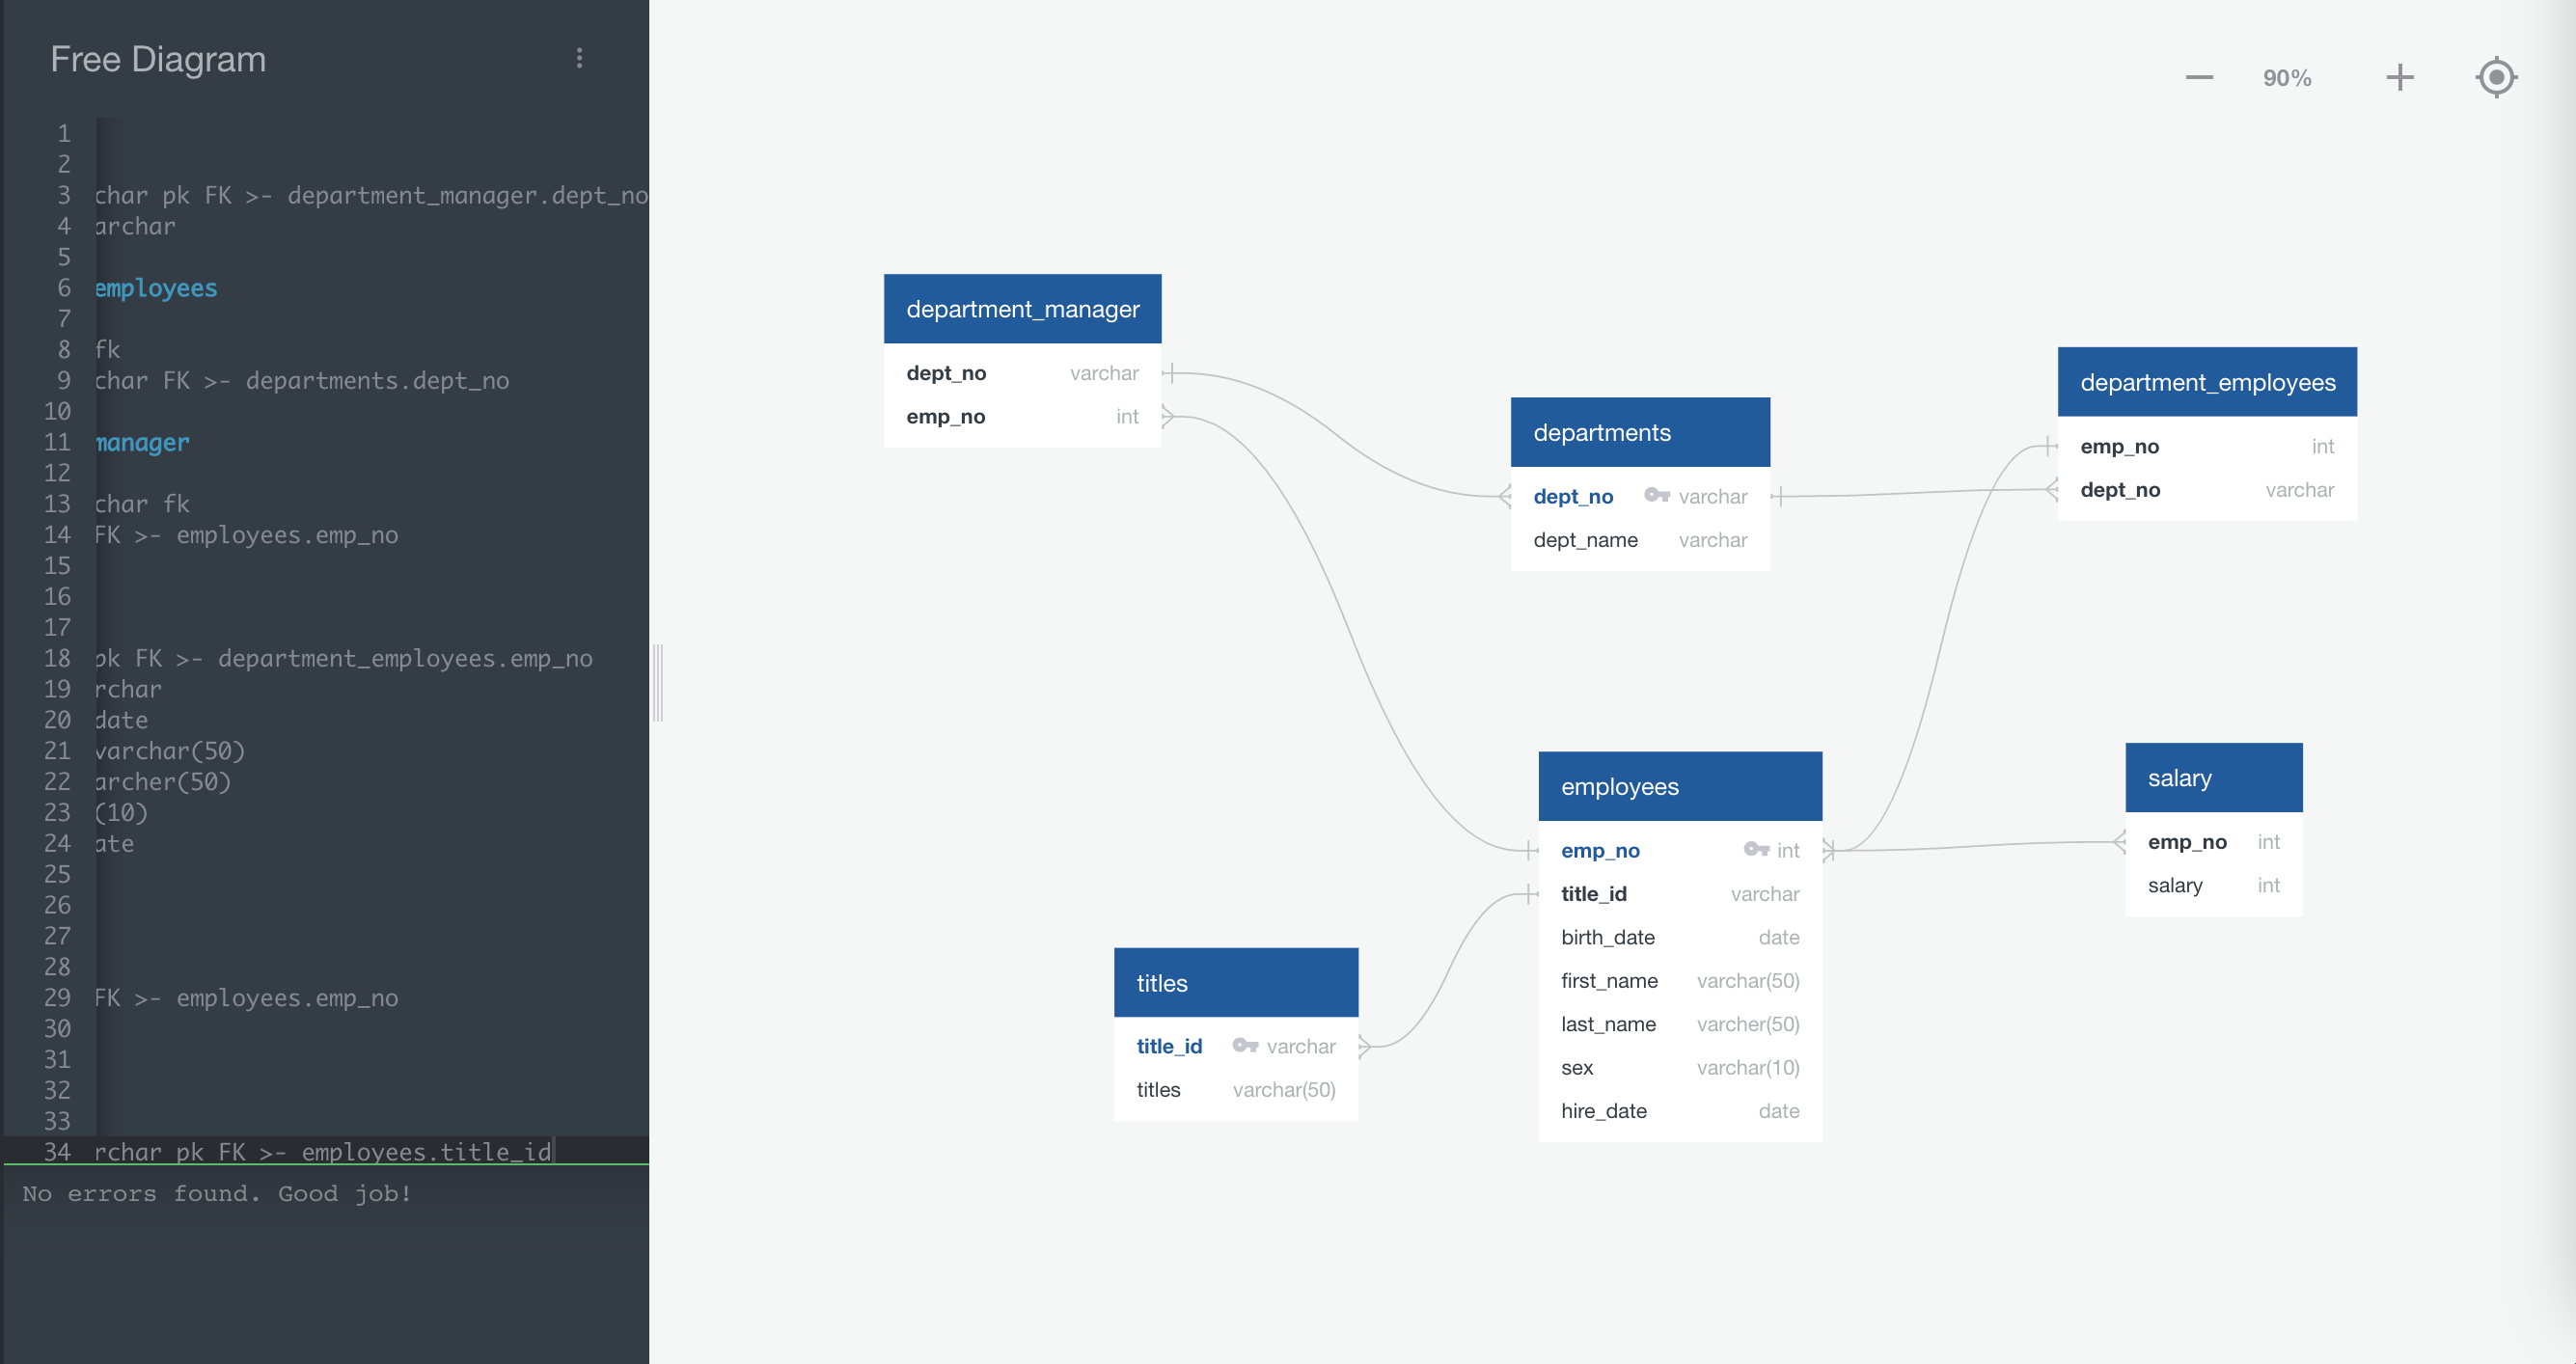 Free Diagram
90%
1
2
3 char pk FK >- department_manager.dept_no
4 archar
5
6 employees
7
8 fk
9 char FK >- departments.dept_no
10
11 manager
12
13 char fk
14 FK >- employees.emp_no
15
16
17
18 pk FK >- department_employees.emp_no
19 rchar
20 date
21 varchar(50)
22 archer(50)
23 (10)
24 ate
25
26
27
28
29 FK >- employees.emp_no
30
31
32
33
34 rchar pk FK >- employees.title_id
No errors found. Good job!
department_manager
dept_no varchar
emp_no int
departments
dept_no varchar
dept_name varchar
department_employees
emp_no int
dept_no varchar
employees
emp_no int
title_id varchar
birth_date date
first_name varchar(50)
last_name varcher(50)
sex varchar(10)
hire_date date
salary
emp_no int
salary int
titles
title_id varchar
titles varchar(50)